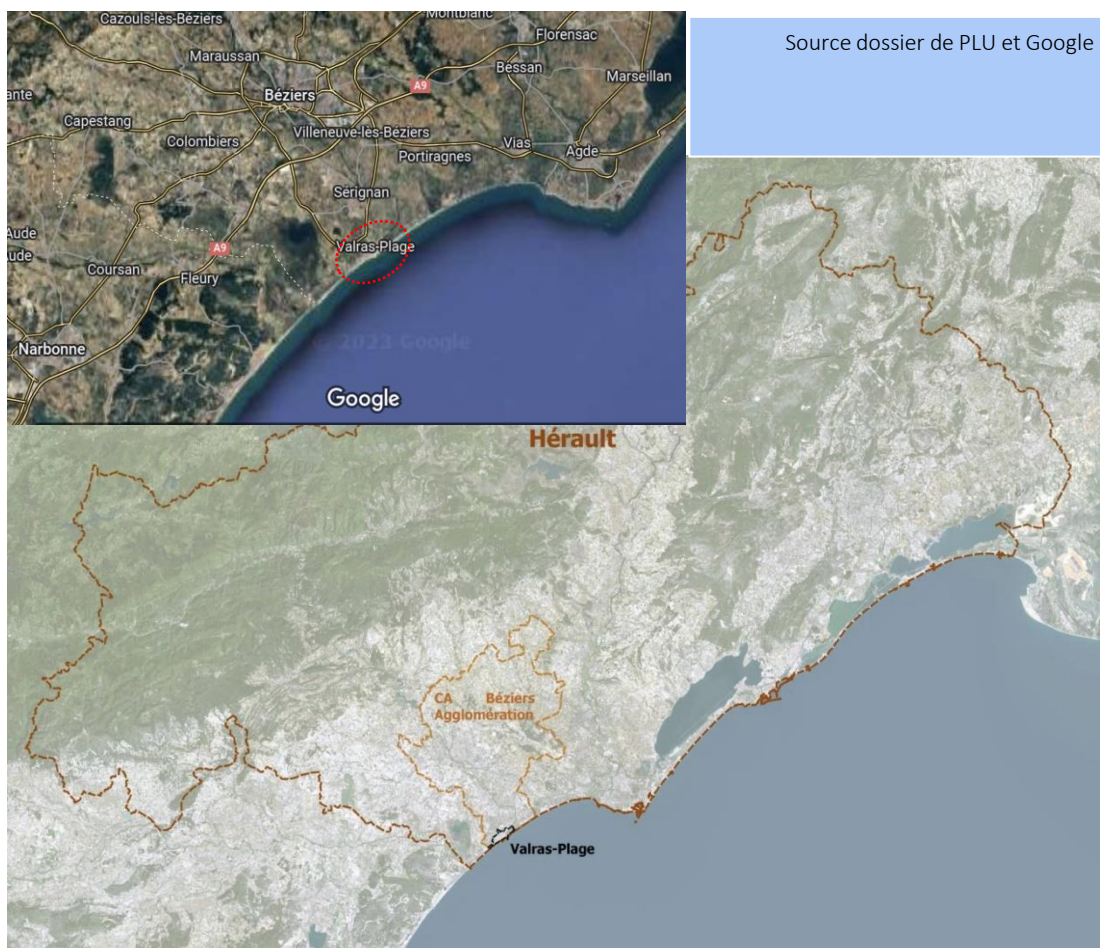 Source dossier de PLU et Google
Cazouls-lès-Béziers
Montblanc
Florensac
Maraussan
Bessan
Marseillan
A9
Béziers
Capestang
Villeneuve-lès-Béziers
Colombiers
Vias
Agde
Portiragnes
Sérignan
Aude
Valras-Plage
A9
Coursan
Fleury
Narbonne
© 2023 Google
Google
Hérault
CA Béziers
Agglomération
Valras-Plage